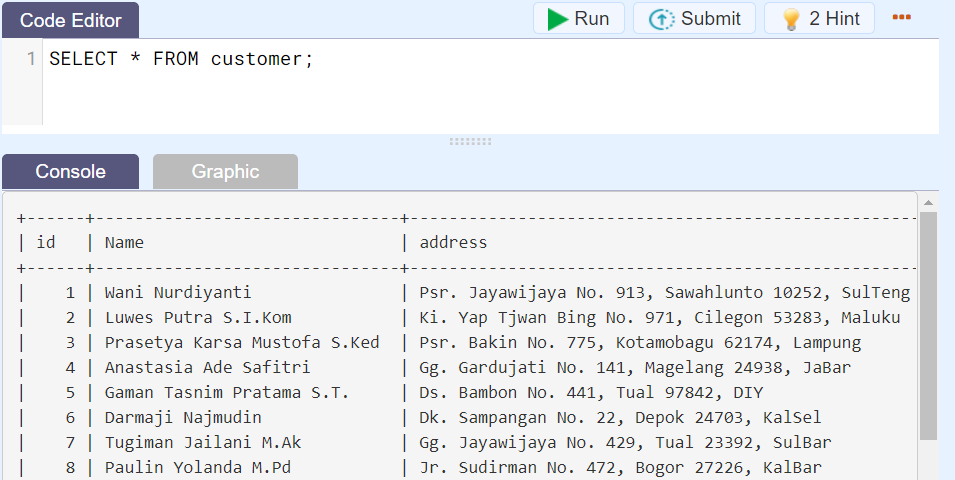 Code Editor Run Submit 2 Hint
1 SELECT * FROM customer;
Console Graphic
+------+-------------------------------+----------------------------------------------------
| id | Name | address
+------+-------------------------------+----------------------------------------------------
| 1 | Wani Nurdiyanti | Psr. Jayawijaya No. 913, Sawahlunto 10252, SulTeng
| 2 | Luwes Putra S.I.Kom | Ki. Yap Tjwan Bing No. 971, Cilegon 53283, Maluku
| 3 | Prasetya Karsa Mustofa S.Ked | Psr. Bakin No. 775, Kotamobagu 62174, Lampung
| 4 | Anastasia Ade Safitri | Gg. Gardujati No. 141, Magelang 24938, JaBar
| 5 | Gaman Tasnim Pratama S.T. | Ds. Bambon No. 441, Tual 97842, DIY
| 6 | Darmaji Najmudin | Dk. Sampangan No. 22, Depok 24703, KalSel
| 7 | Tugiman Jailani M.Ak | Gg. Jayawijaya No. 429, Tual 23392, SulBar
| 8 | Paulin Yolanda M.Pd | Jr. Sudirman No. 472, Bogor 27226, KalBar